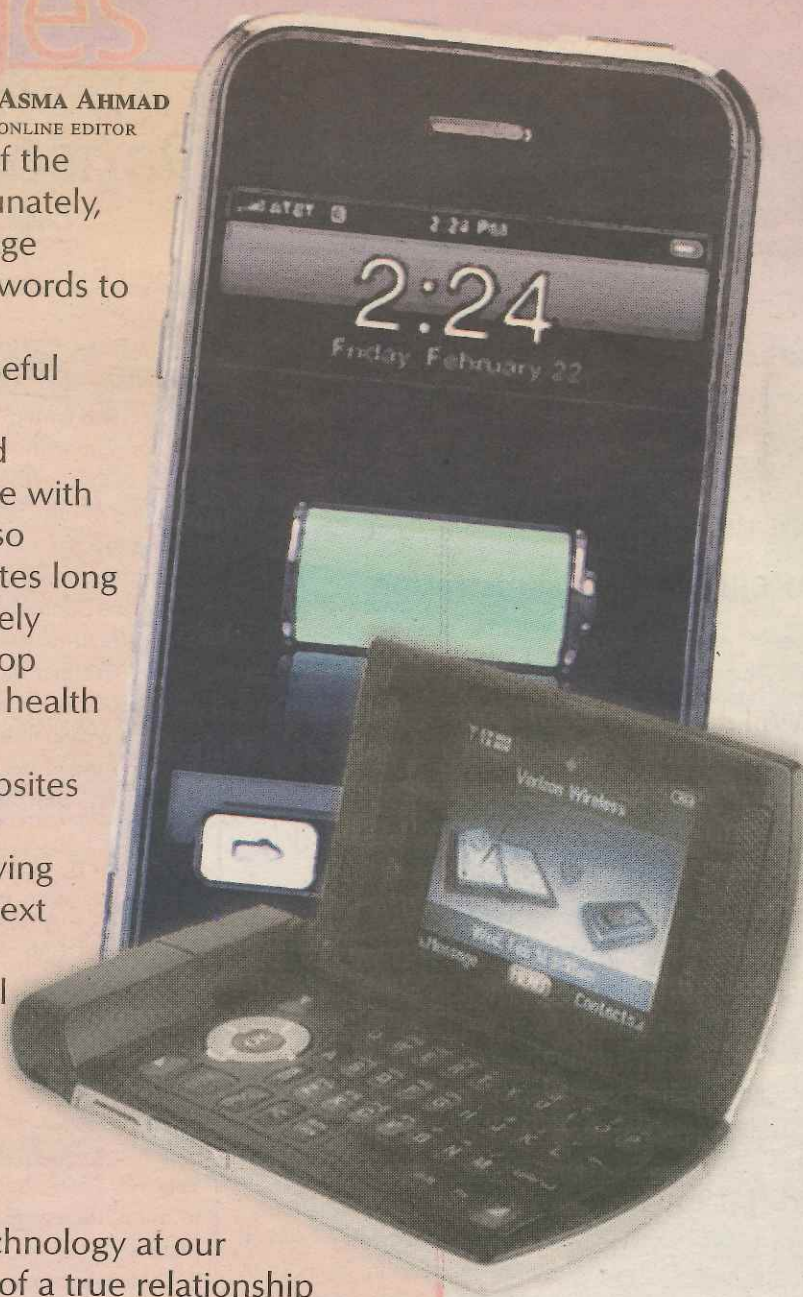 ASMA AHMAD
ONLINE EDITOR
f the
unately,
ge
words to
eful
d
e with
so
tes long
ely
op
health
bsites
ving
ext
l
chnology at our
of a true relationship
AT&T 2:24 PM
2:24
Friday February 22
Verizon Wireless
Message MENU Contacts